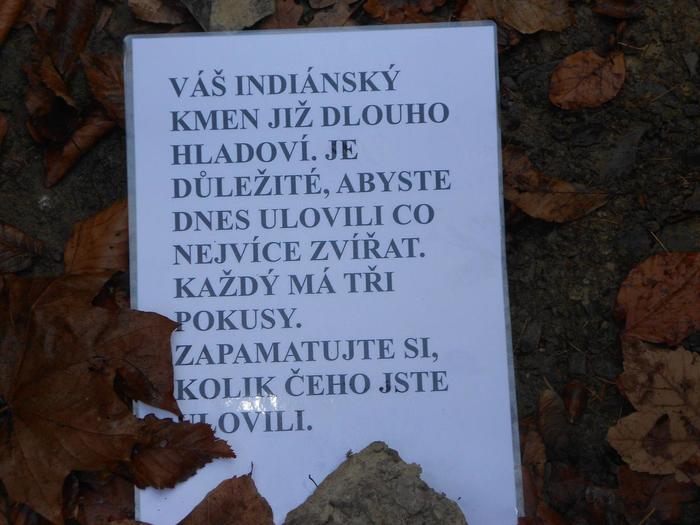 VÁŠ INDIÁNSKÝ
KMEN JIŽ DLOUHO
HLADOVÍ. JE
DŮLEŽITÉ, ABYSTE
DNES ULOVILI CO
NEJVÍCE ZVÍŘAT.
KAŽDÝ MÁ TŘI
POKUSY.
ZAPAMATUJTE SI,
KOLIK ČEHO JSTE
ULOVILI.